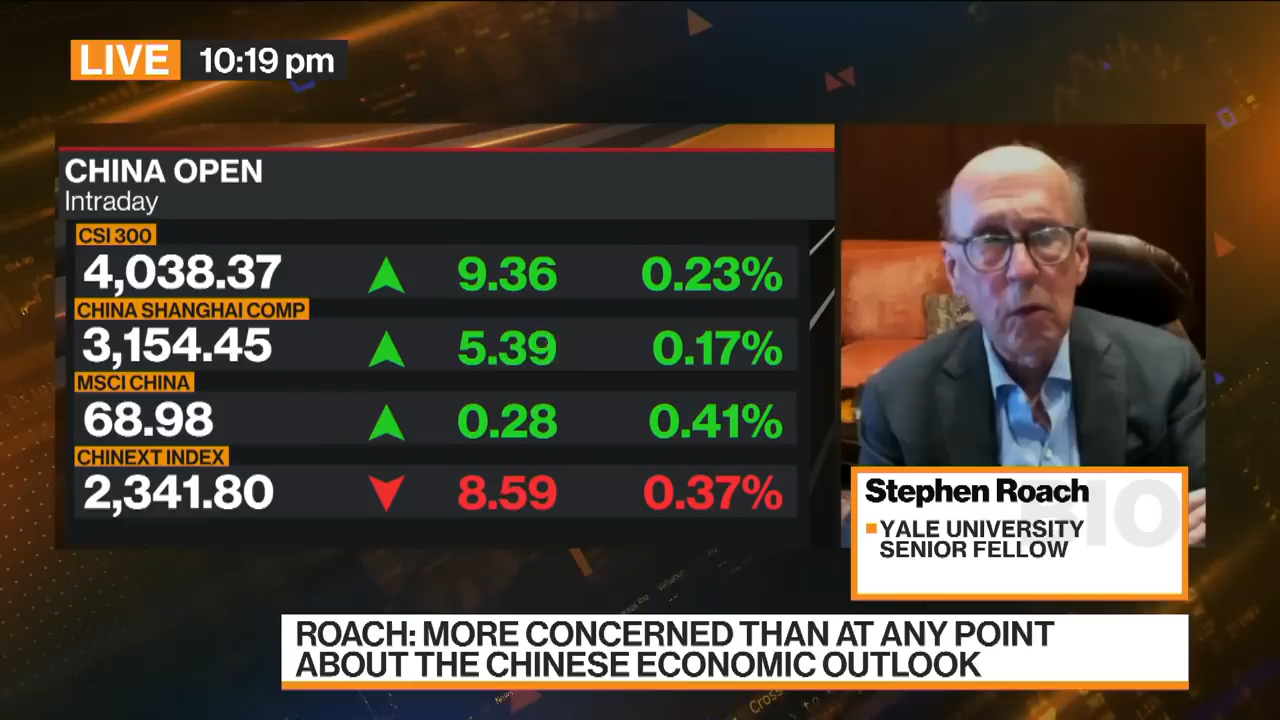 LIVE 10:19 pm
CHINA OPEN
Intraday
CSI 300
4,038.37 ▲ 9.36 0.23%
CHINA SHANGHAI COMP
3,154.45 ▲ 5.39 0.17%
MSCI CHINA
68.98 ▲ 0.28 0.41%
CHINEXT INDEX
2,341.80 ▼ 8.59 0.37%
Stephen Roach
YALE UNIVERSITY
SENIOR FELLOW
BIO
ROACH: MORE CONCERNED THAN AT ANY POINT
ABOUT THE CHINESE ECONOMIC OUTLOOK
Cross